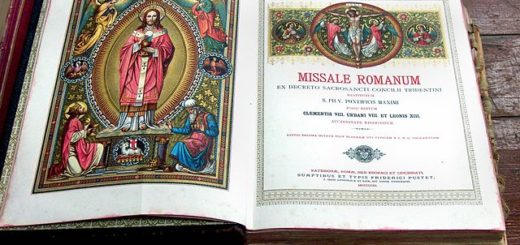 MISSALE ROMANUM
EX DECRETO SACROSANCTI CONCILII TRIDENTINI
RESTITUTUM
S. PII V. PONTIFICIS MAXIMI
JUSSU EDITUM
CLEMENTIS VIII. URBANI VIII. ET LEONIS XIII.
AUCTORITATE RECOGNITUM
RATISBONAE, ROMAE, NEO EBORACI ET CINCINNATI.
SUMPTIBUS ET TYPIS FRIDERICI PUSTET,